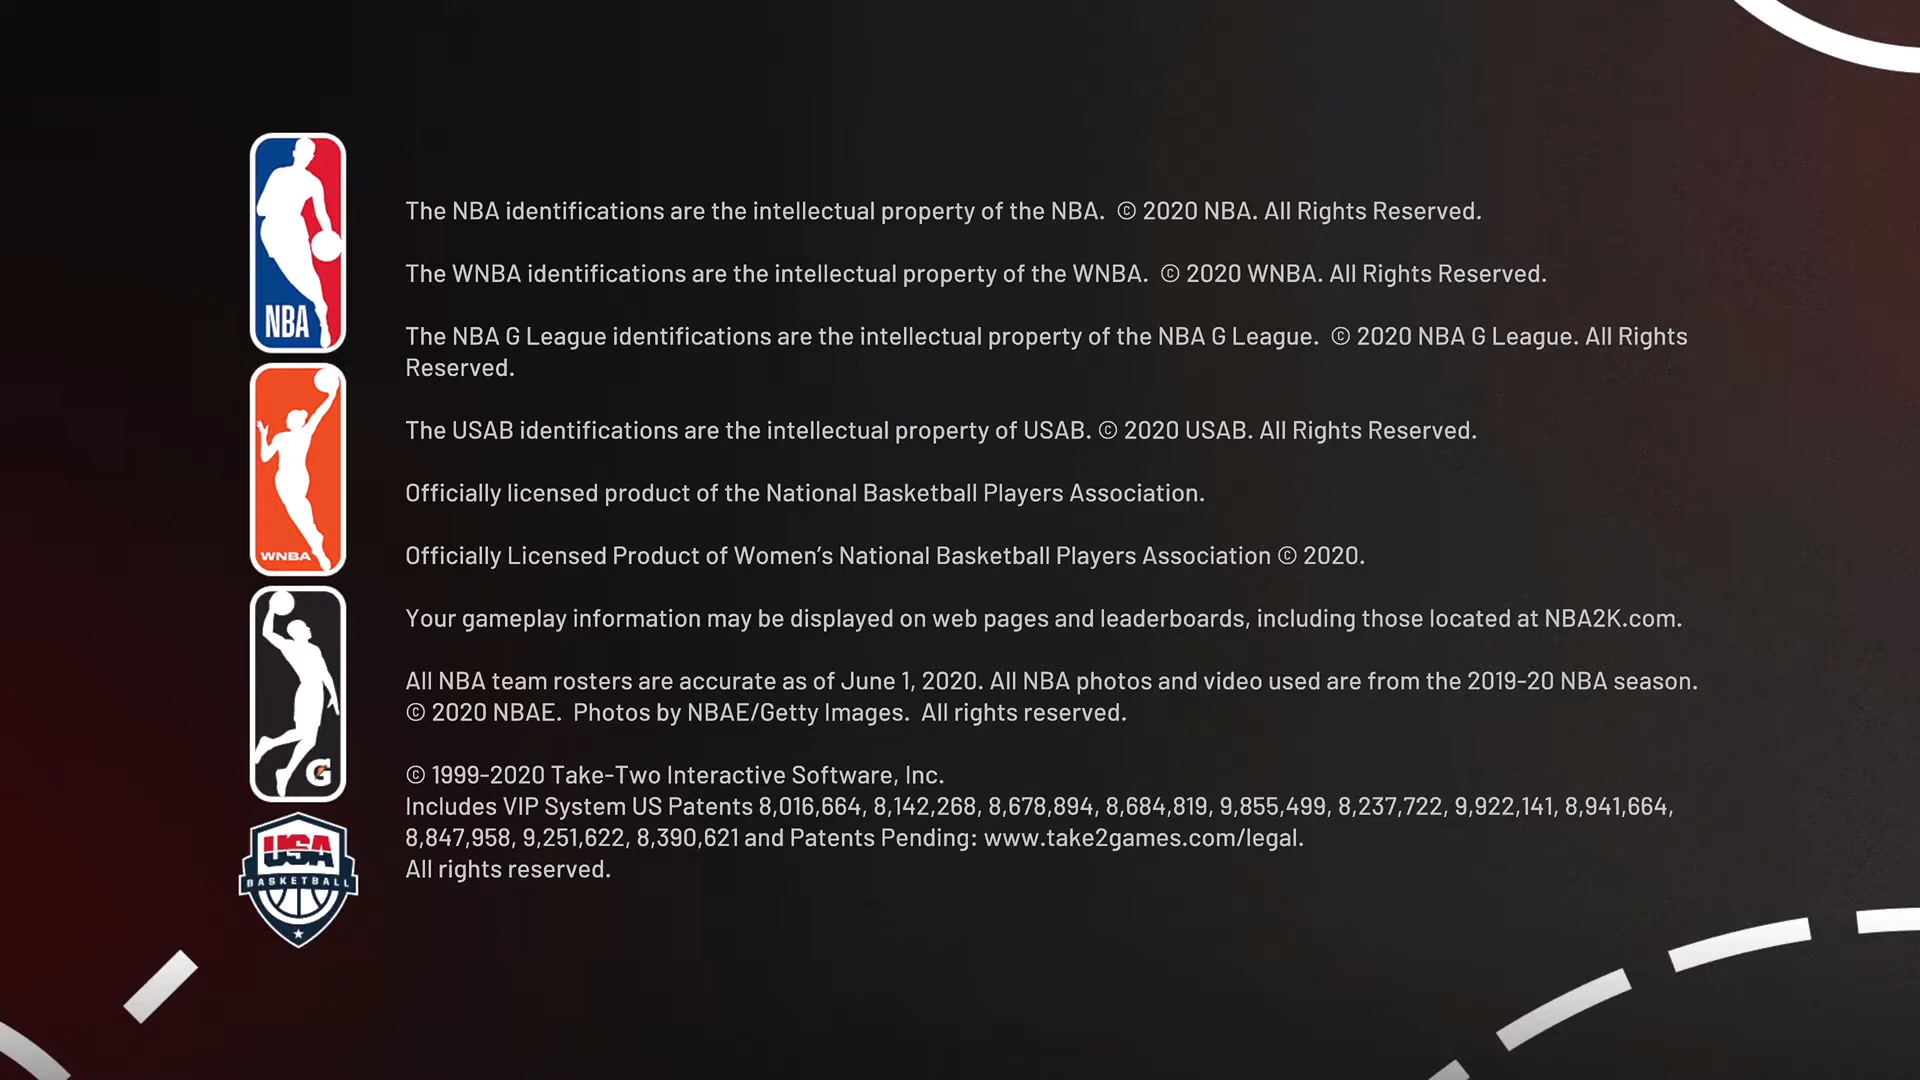 NBA
The NBA identifications are the intellectual property of the NBA.  © 2020 NBA. All Rights Reserved.
The WNBA identifications are the intellectual property of the WNBA.  © 2020 WNBA. All Rights Reserved.
The NBA G League identifications are the intellectual property of the NBA G League.  © 2020 NBA G League. All Rights
Reserved.
WNBA
The USAB identifications are the intellectual property of USAB. © 2020 USAB. All Rights Reserved.
Officially licensed product of the National Basketball Players Association.
Officially Licensed Product of Women’s National Basketball Players Association © 2020.
G
Your gameplay information may be displayed on web pages and leaderboards, including those located at NBA2K.com.
All NBA team rosters are accurate as of June 1, 2020. All NBA photos and video used are from the 2019-20 NBA season.
© 2020 NBAE.  Photos by NBAE/Getty Images.  All rights reserved.
© 1999-2020 Take-Two Interactive Software, Inc.
Includes VIP System US Patents 8,016,664, 8,142,268, 8,678,894, 8,684,819, 9,855,499, 8,237,722, 9,922,141, 8,941,664,
8,847,958, 9,251,622, 8,390,621 and Patents Pending: www.take2games.com/legal.
All rights reserved.
USA
BASKETBALL